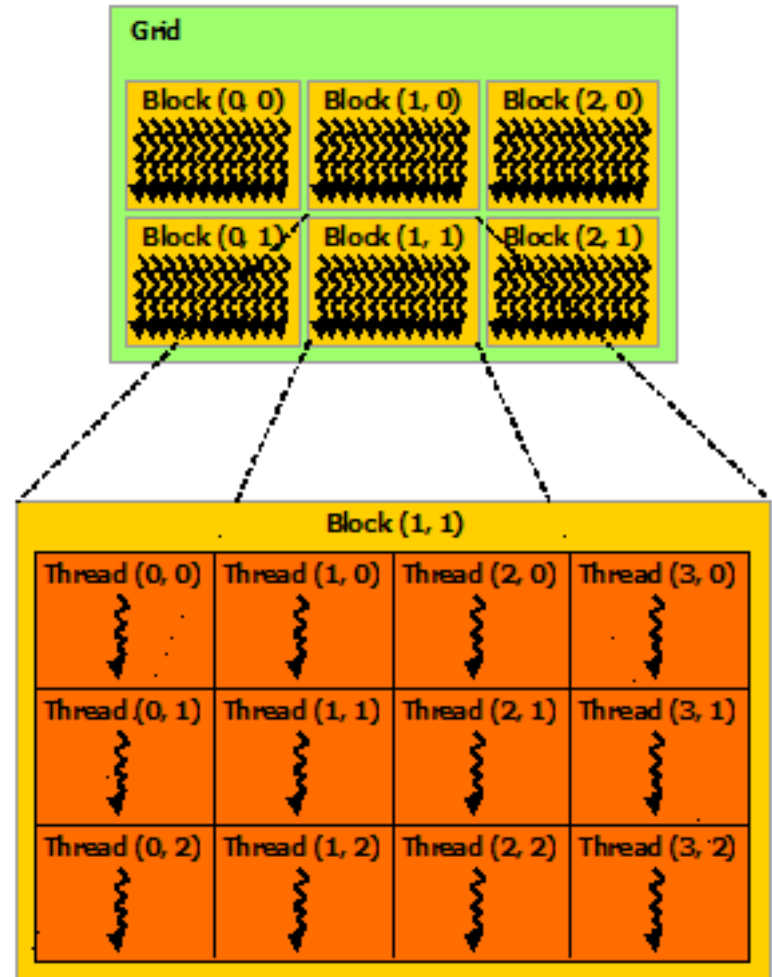 Grid
Block (0, 0) Block (1, 0) Block (2, 0)
Block (0, 1) Block (1, 1) Block (2, 1)
Block (1, 1)
Thread (0, 0) Thread (1, 0) Thread (2, 0) Thread (3, 0)
Thread (0, 1) Thread (1, 1) Thread (2, 1) Thread (3, 1)
Thread (0, 2) Thread (1, 2) Thread (2, 2) Thread (3, 2)